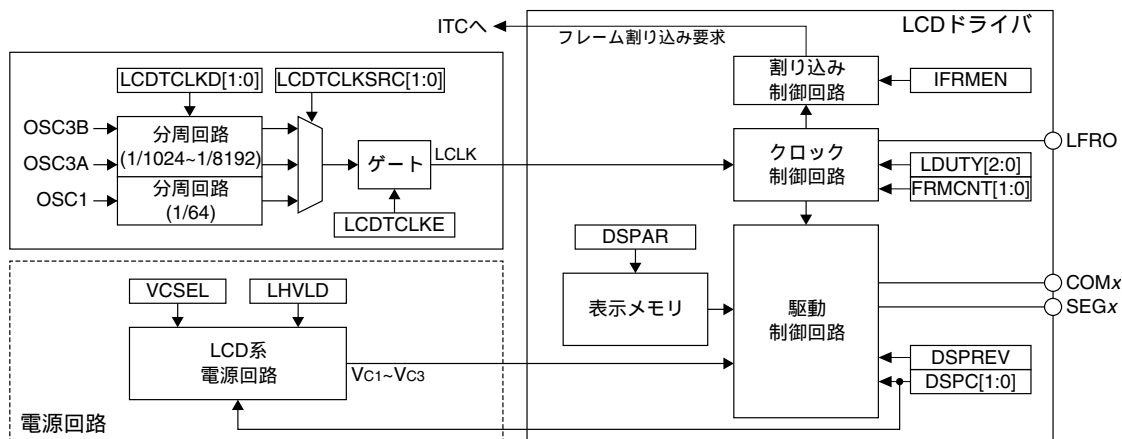 ITCへ
フレーム割り込み要求
LCDドライバ
LCDTCLKD[1:0]
LCDTCLKSRC[1:0]
割り込み
制御回路
IFRMEN
OSC3B
OSC3A
OSC1
分周回路
(1/1024~1/8192)
分周回路
(1/64)
ゲート
LCLK
LCDTCLKE
クロック
制御回路
LFRO
LDUTY[2:0]
FRMCNT[1:0]
DSPAR
表示メモリ
駆動
制御回路
COMx
SEGx
DSPREV
DSPC[1:0]
VCSEL
LHVLD
LCD系
電源回路
VC1~VC3
電源回路